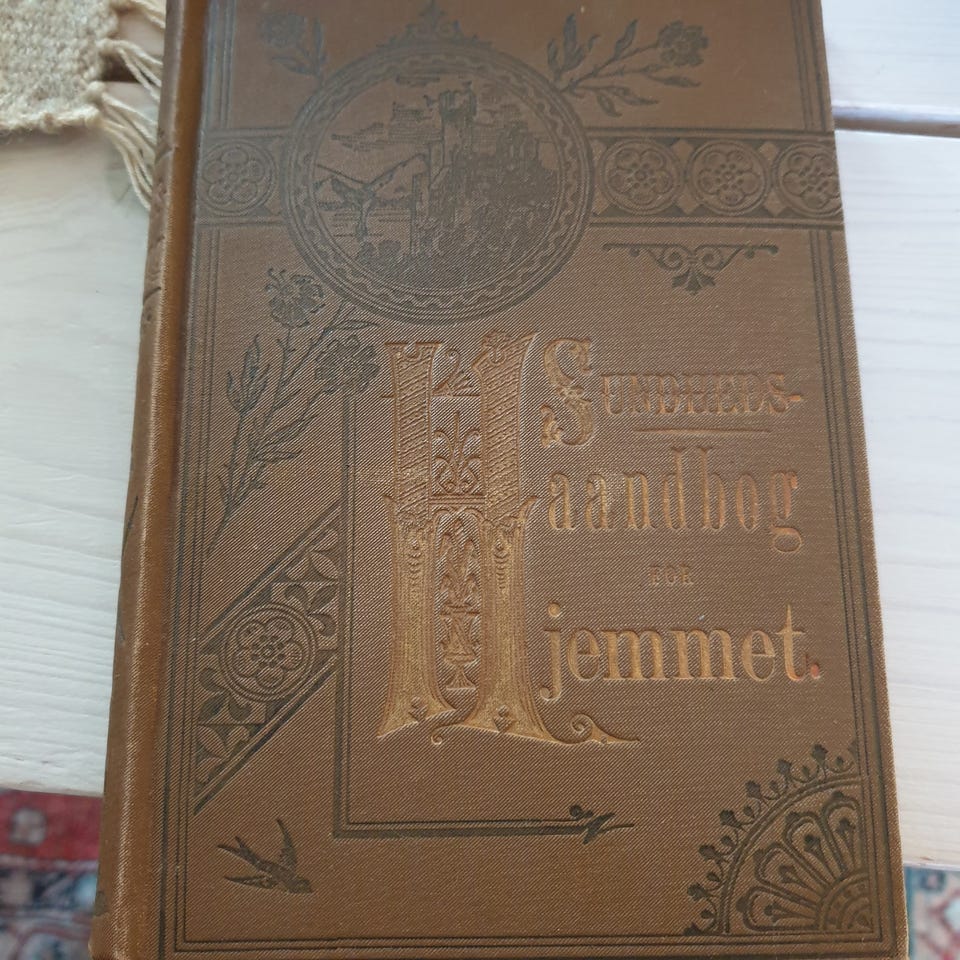 SUNDHEDS-
Haandbog
FOR
Hjemmet.